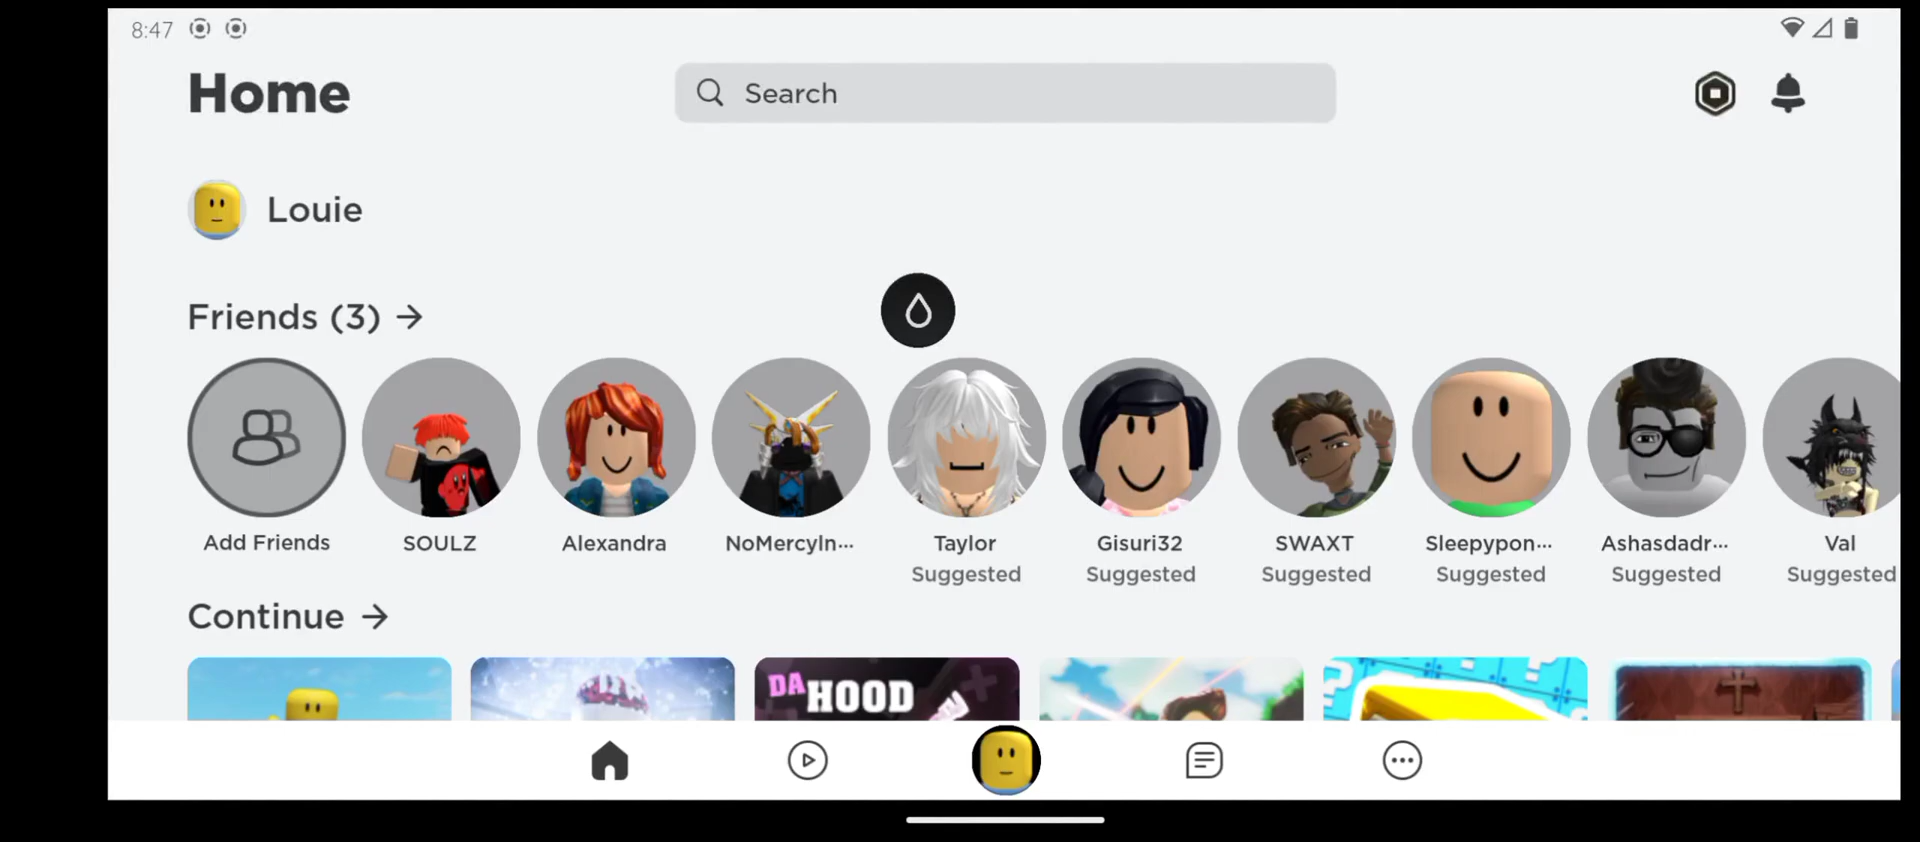 8:47
Home
Search
Louie
Friends (3) →
Add Friends
SOULZ
Alexandra
NoMercyIn...
Taylor
Suggested
Gisuri32
Suggested
SWAXT
Suggested
Sleepypon...
Suggested
Ashasdadr...
Suggested
Val
Suggested
Continue →
DA HOOD